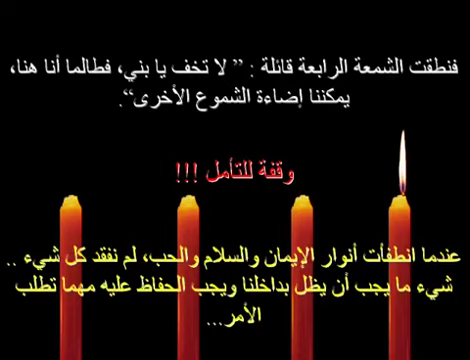 فنطقت الشمعة الرابعة قائلة : ” لا تخف يا بني، فطالما أنا هنا،
يمكننا إضاءة الشموع الأخرى“.
وقفة للتأمل !!!
عندما انطفأت أنوار الإيمان والسلام والحب، لم نفقد كل شيء ..
شيء ما يجب أن يظل بداخلنا ويجب الحفاظ عليه مهما تطلب
الأمر...